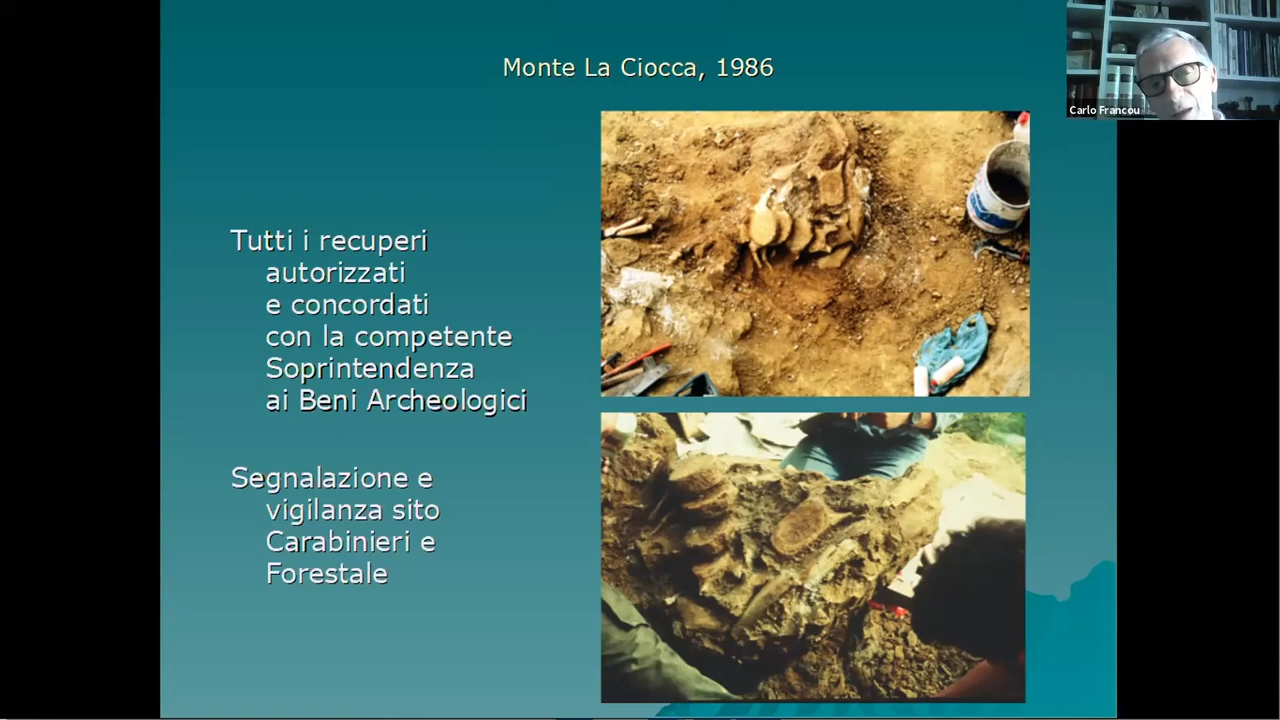 Monte La Ciocca, 1986
Carlo Francou
Tutti i recuperi
autorizzati
e concordati
con la competente
Soprintendenza
ai Beni Archeologici
Segnalazione e
vigilanza sito
Carabinieri e
Forestale